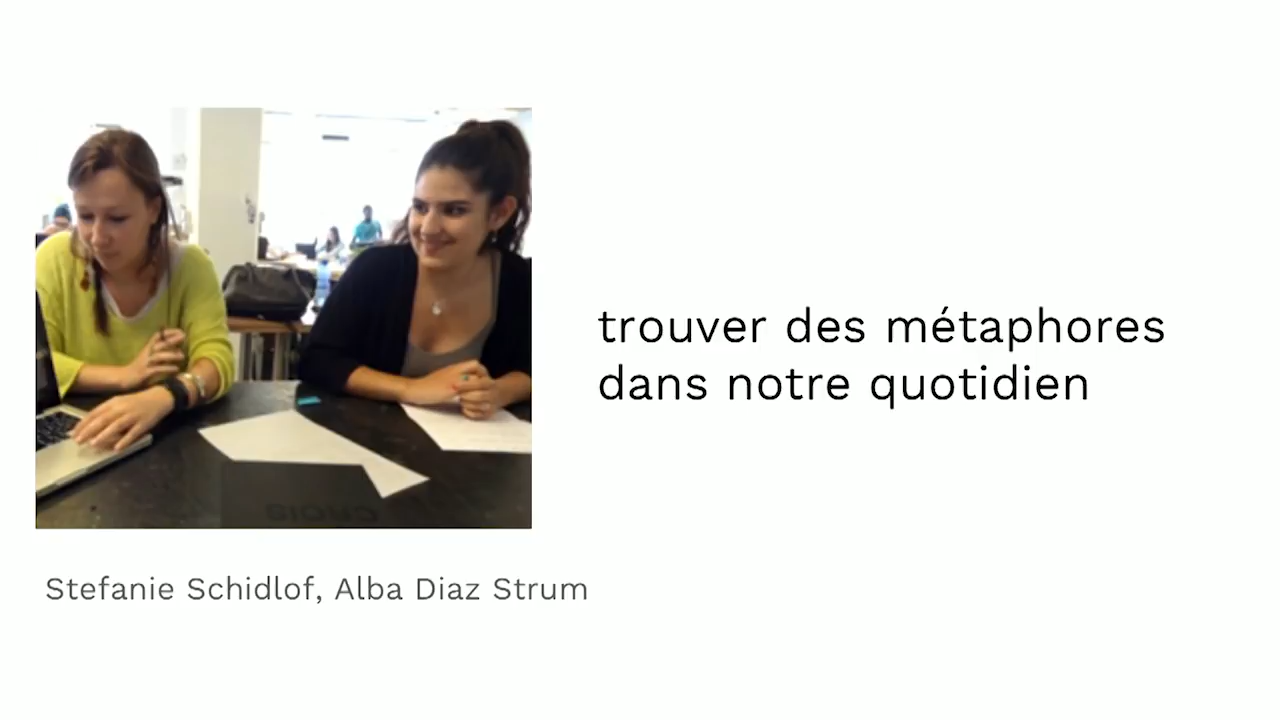 trouver des métaphores
dans notre quotidien
Stefanie Schidlof, Alba Diaz Strum